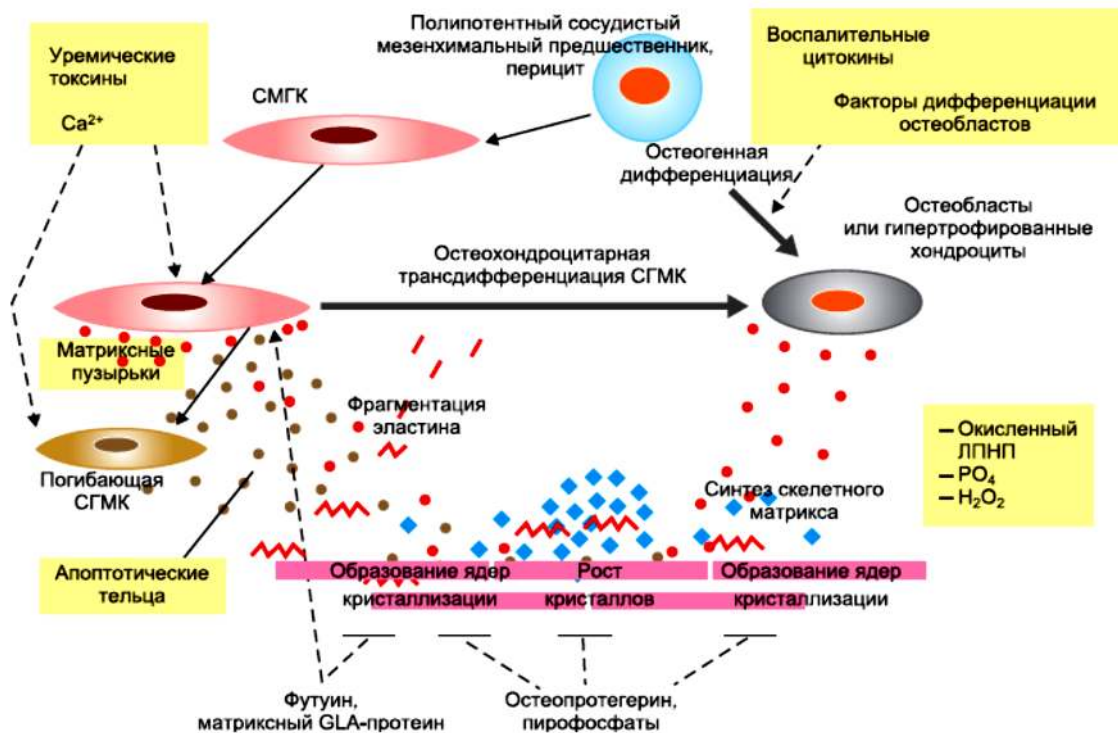 Уремические
токсины
Ca²⁺
Полипотентный сосудистый
мезенхимальный предшественник,
перицит
СМГК
Воспалительные
цитокины
Факторы дифференциации
остеобластов
Остеогенная
дифференциация
Остеобласты
или гипертрофированные
хондроциты
Остеохондроцитарная
трансдифференциация СГМК
Матриксные
пузырьки
Фрагментация
эластина
Погибающая
СГМК
— Окисленный
ЛПНП
— PO₄
— H₂O₂
Синтез скелетного
матрикса
Апоптотические
тельца
Образование ядер
кристаллизации
Рост
кристаллов
Образование ядер
кристаллизации
Футуин,
матриксный GLA-протеин
Остеопротегерин,
пирофосфаты